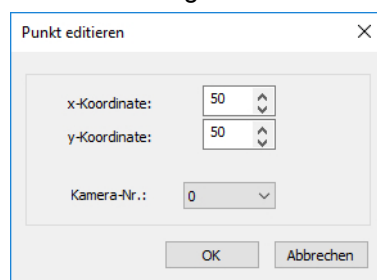 Punkt editieren
x-Koordinate: 50
y-Koordinate: 50
Kamera-Nr.: 0
OK Abbrechen